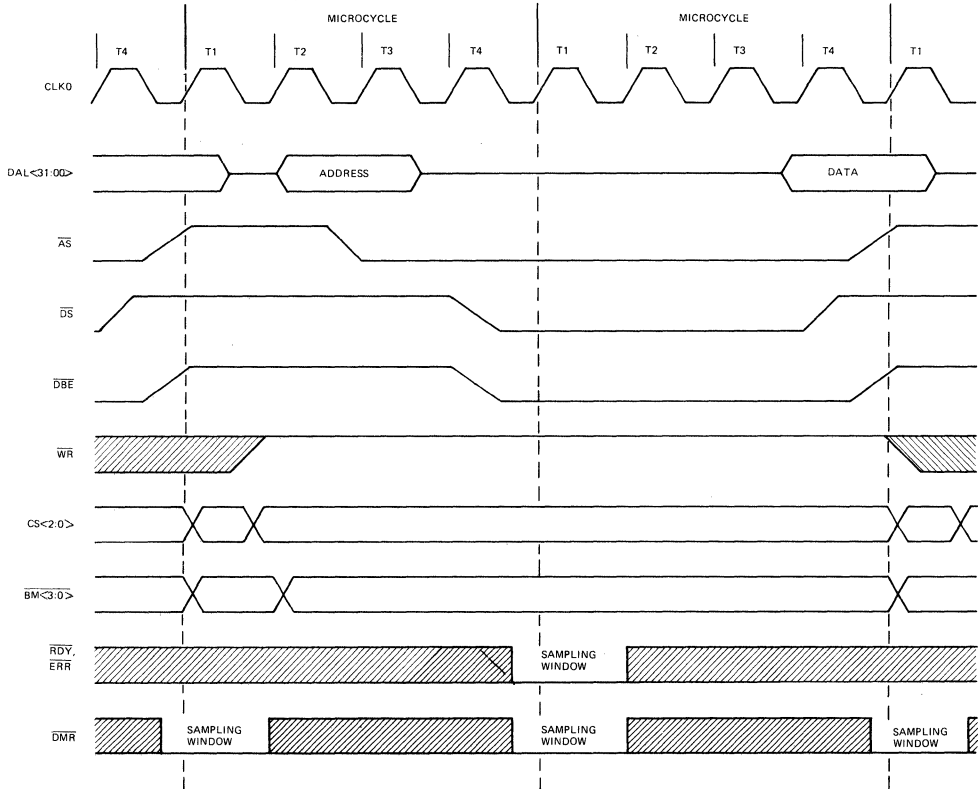 MICROCYCLE MICROCYCLE
T4 T1 T2 T3 T4 T1 T2 T3 T4 T1
CLKO
DAL<31:00> ADDRESS DATA
AS
DS
DBE
WR
CS<2:0>
BM<3:0>
RDY,
ERR
SAMPLING
WINDOW
DMR
SAMPLING
WINDOW
SAMPLING
WINDOW
SAMPLING
WINDOW